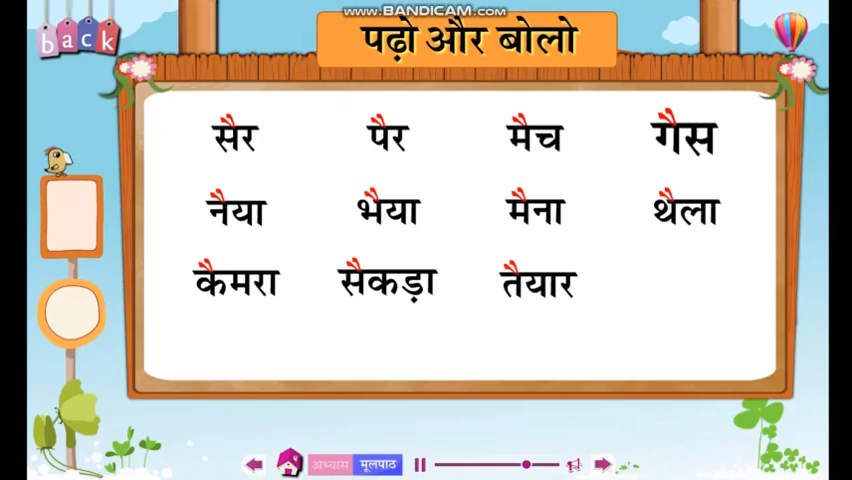 www.BANDICAM.com
back
पढ़ो और बोलो
सैर पैर मैच गैस
नैया भैया मैना थैला
कैमरा सैकड़ा तैयार
अभ्यास मूलपाठ